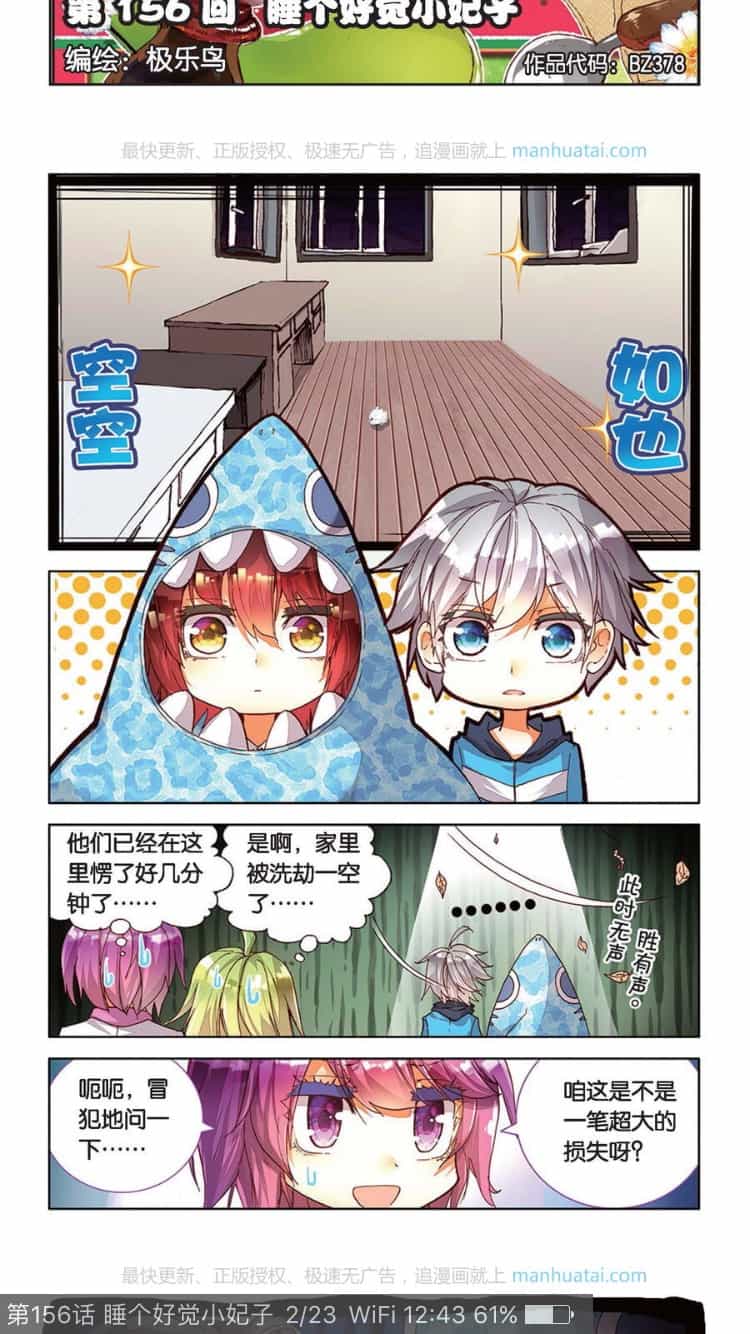 第156回 睡个好觉小妃子
编绘：极乐鸟
作品代码：BZ378
最快更新、正版授权、极速无广告，追漫画就上 manhuatai.com
空空
如也
他们已经在这
里愣了好几分
钟了……
是啊，家里
被洗劫一空
了……
此时无声
胜有声。
呃呃，冒
犯地问一
下……
咱这是不是
一笔超大的
损失呀？
最快更新、正版授权、极速无广告，追漫画就上 manhuatai.com
第156话 睡个好觉小妃子 2/23 WiFi 12:43 61%